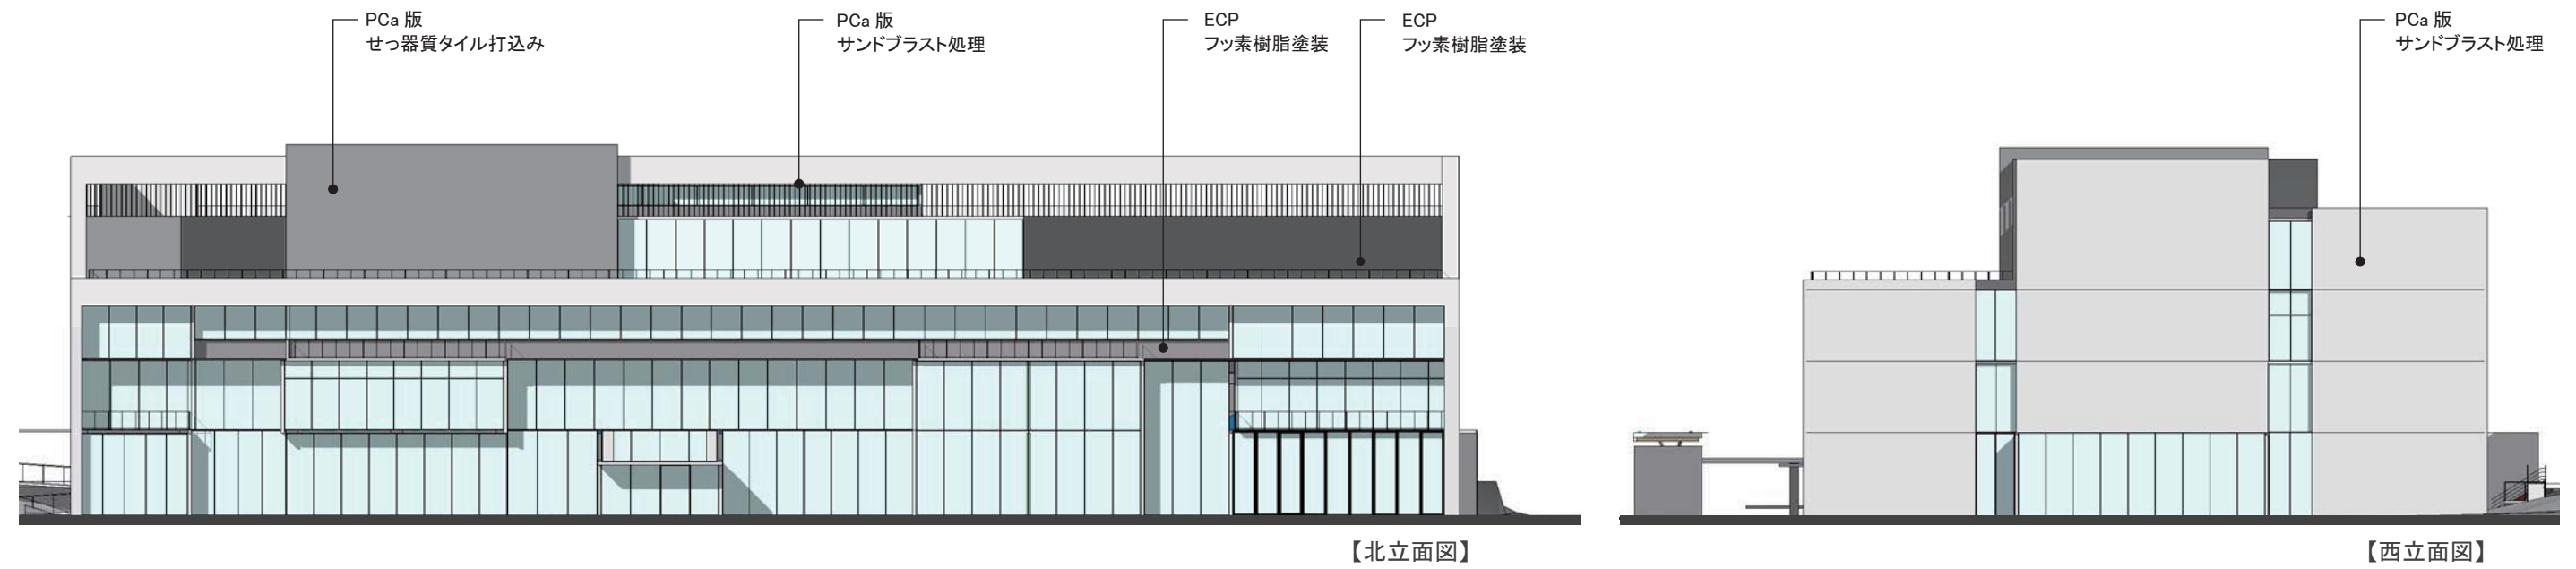 PCa 版
せっ器質タイル打込み
PCa 版
サンドブラスト処理
ECP
フッ素樹脂塗装
ECP
フッ素樹脂塗装
PCa 版
サンドブラスト処理
【北立面図】
【西立面図】